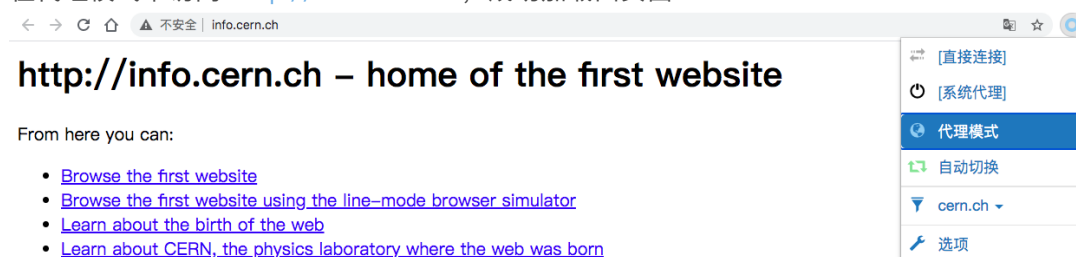 不安全 | info.cern.ch
http://info.cern.ch – home of the first website
From here you can:
• Browse the first website
• Browse the first website using the line–mode browser simulator
• Learn about the birth of the web
• Learn about CERN, the physics laboratory where the web was born
[直接连接]
[系统代理]
代理模式
自动切换
cern.ch
选项